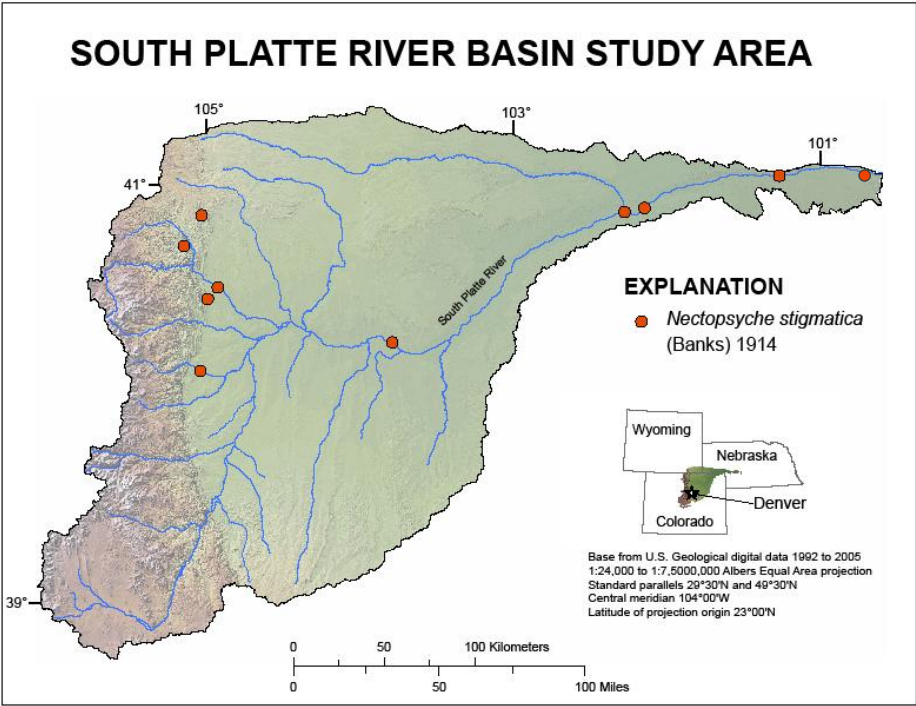 SOUTH PLATTE RIVER BASIN STUDY AREA
105°
103°
101°
41°
South Platte River
EXPLANATION
Nectopsyche stigmatica
(Banks) 1914
Wyoming
Nebraska
Denver
Colorado
Base from U.S. Geological digital data 1992 to 2005
1:24,000 to 1:7,5000,000 Albers Equal Area projection
Standard parallels 29°30'N and 49°30'N
Central meridian 104°00'W
Latitude of projection origin 23°00'N
39°
0 50 100 Kilometers
0 50 100 Miles